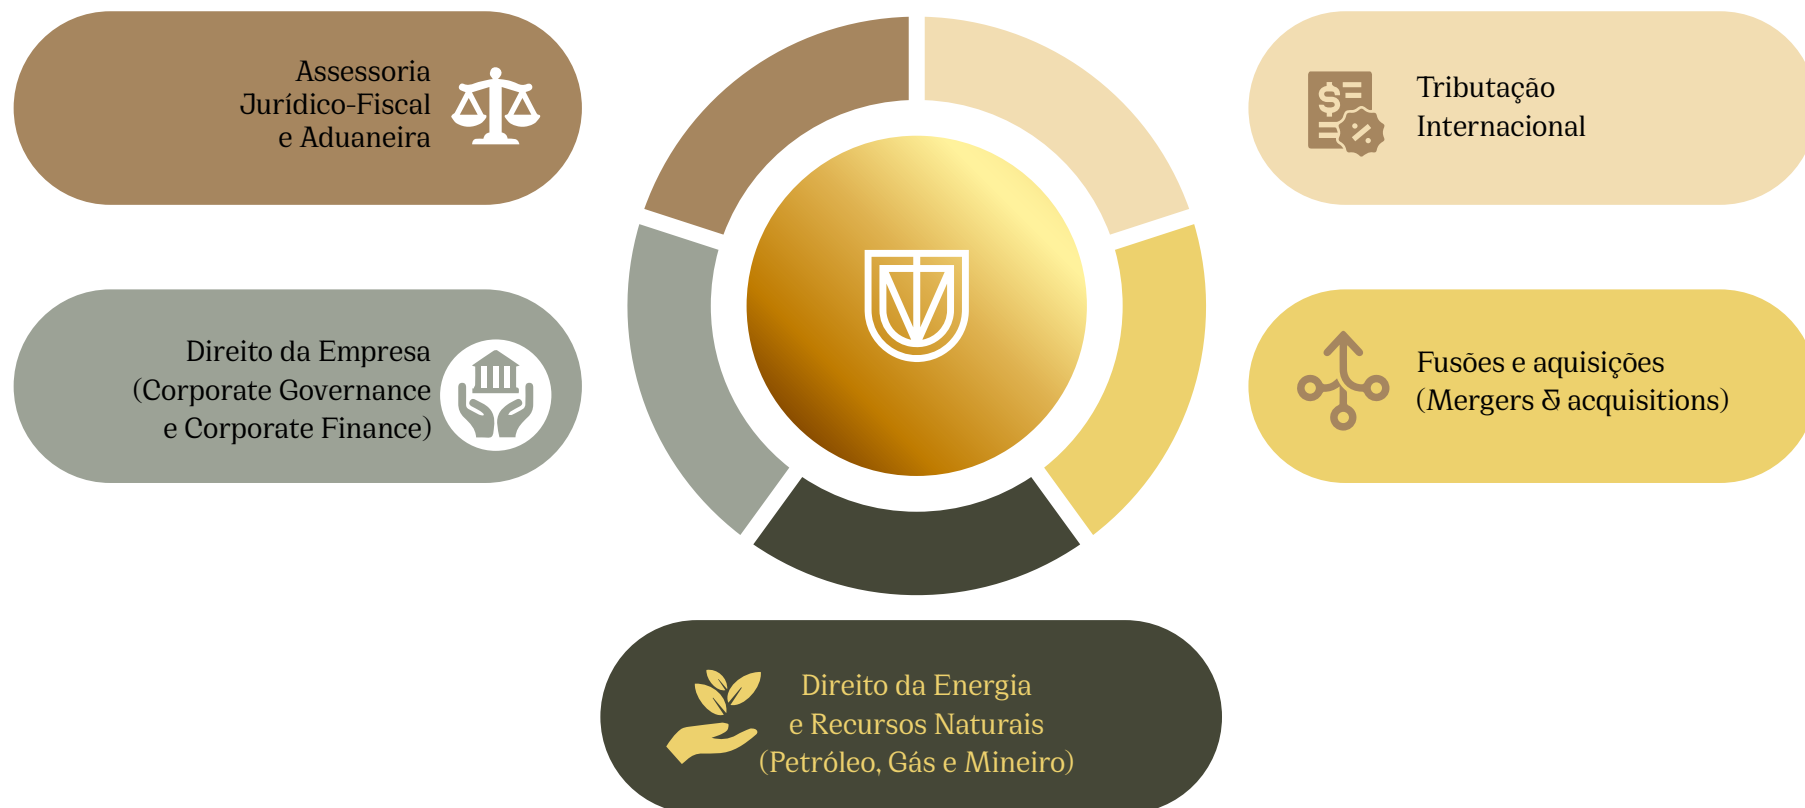 Assessoria
Jurídico-Fiscal
e Aduaneira
Tributação
Internacional
Direito da Empresa
(Corporate Governance
e Corporate Finance)
Fusões e aquisições
(Mergers & acquisitions)
Direito da Energia
e Recursos Naturais
(Petróleo, Gás e Mineiro)